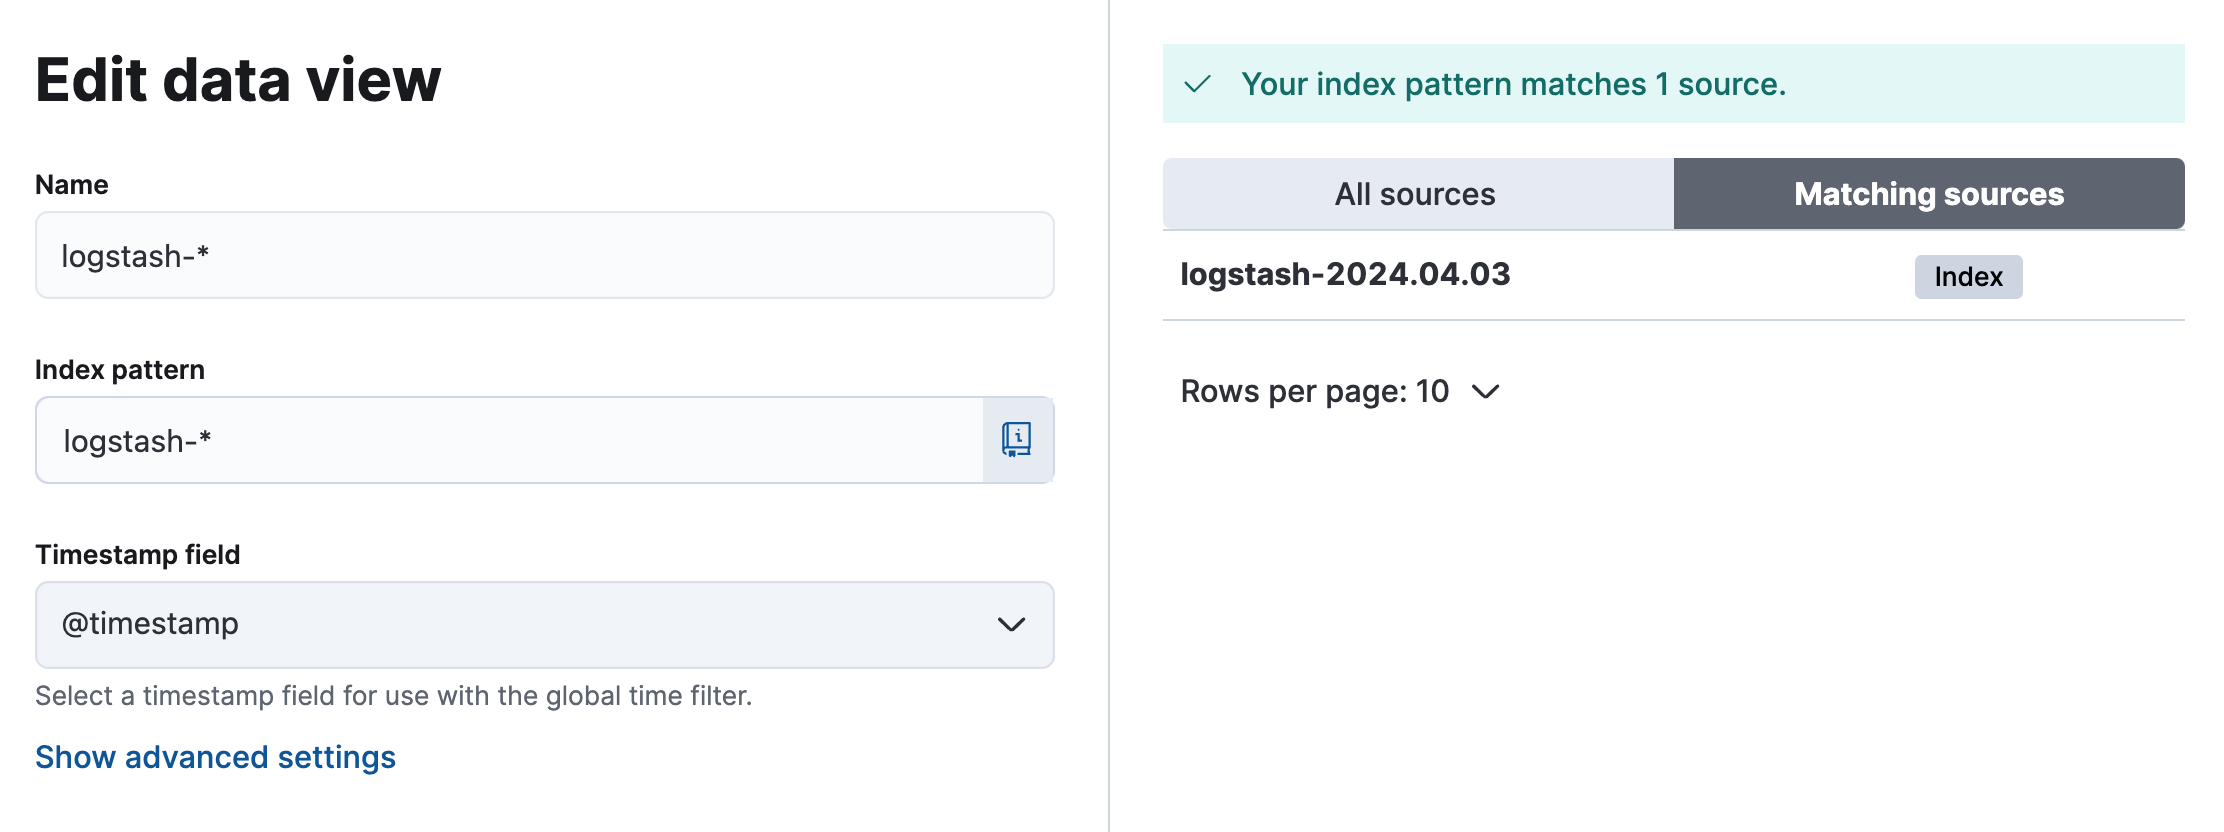 Edit data view
Name
logstash-*
Index pattern
logstash-*
Timestamp field
@timestamp
Select a timestamp field for use with the global time filter.
Show advanced settings
Your index pattern matches 1 source.
All sources
Matching sources
logstash-2024.04.03
Index
Rows per page: 10